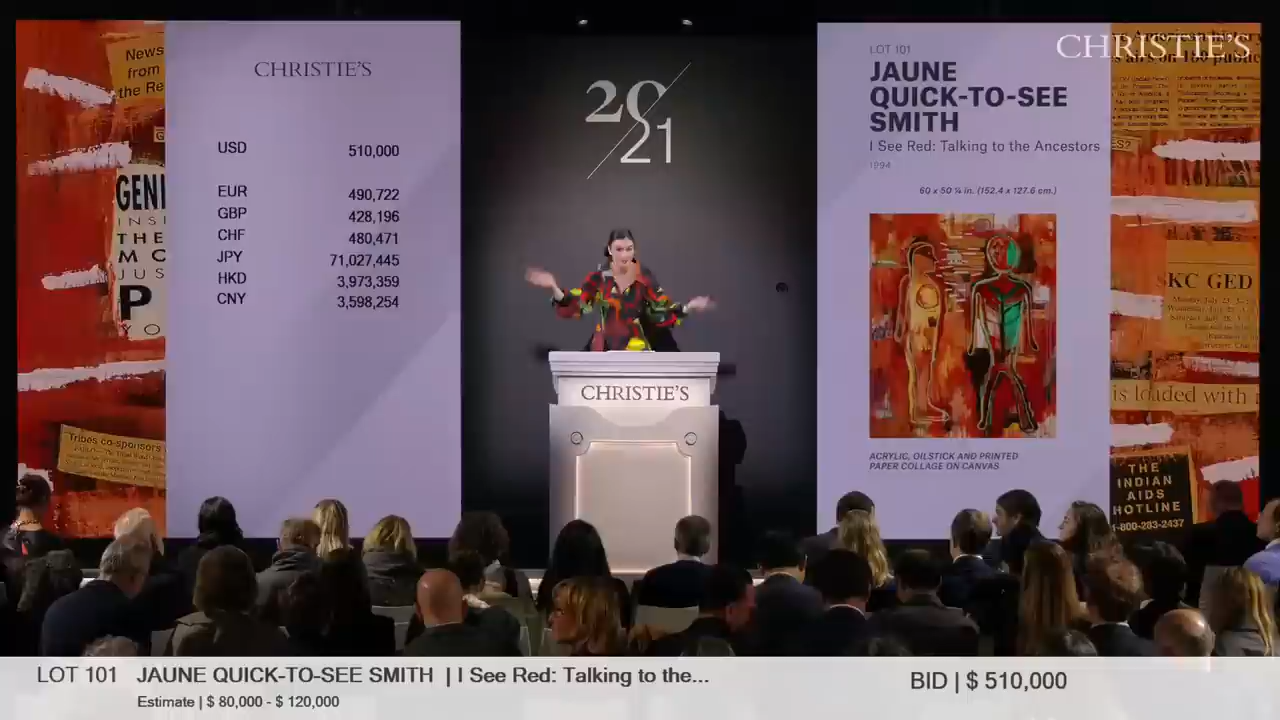 News
from
the Re
G
GENI
INSI
THE
M C
JUS
P
YO
Tribes co-sponsors
CHRISTIE'S
USD 510,000
EUR 490,722
GBP 428,196
CHF 480,471
JPY 71,027,445
HKD 3,973,359
CNY 3,598,254
20
21
CHRISTIE'S
LOT 101
JAUNE
QUICK-TO-SEE
SMITH
I See Red: Talking to the Ancestors
1994
60 x 50 ¼ in. (152.4 x 127.6 cm.)
ACRYLIC, OILSTICK AND PRINTED
PAPER COLLAGE ON CANVAS
CHRISTIE'S
ES?
SKC GED
is loaded with
THE
INDIAN
AIDS
HOTLINE
1-800-283-2437
LOT 101 JAUNE QUICK-TO-SEE SMITH | I See Red: Talking to the...
Estimate | $ 80,000 - $ 120,000
BID | $ 510,000